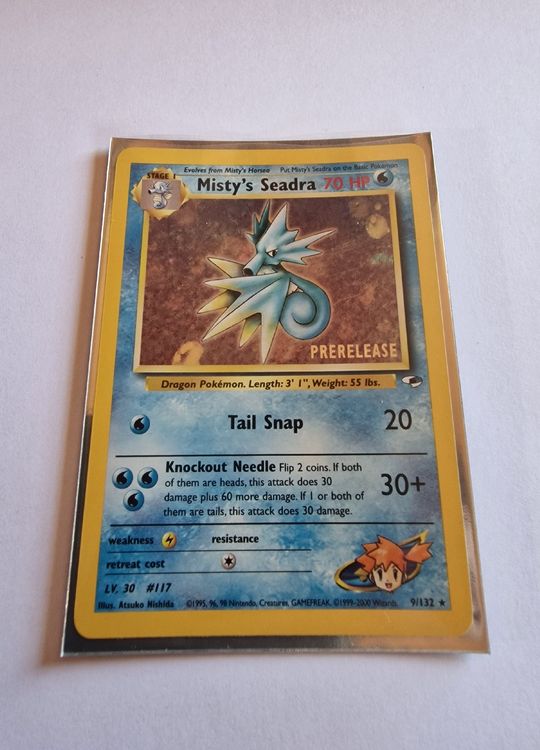 Evolves from Misty's Horsea Put Misty's Seadra on the Basic Pokémon
STAGE 1
Misty's Seadra 70 HP
PRERELEASE
Dragon Pokémon. Length: 3' 1", Weight: 55 lbs.
Tail Snap 20
Knockout Needle Flip 2 coins. If both
of them are heads, this attack does 30
damage plus 60 more damage. If 1 or both of
them are tails, this attack does 30 damage.
30+
weakness resistance
retreat cost
LV. 30 #117
Illus. Atsuko Nishida ©1995, 96, 98 Nintendo, Creatures, GAMEFREAK. ©1999-2000 Wizards. 9/132 ★